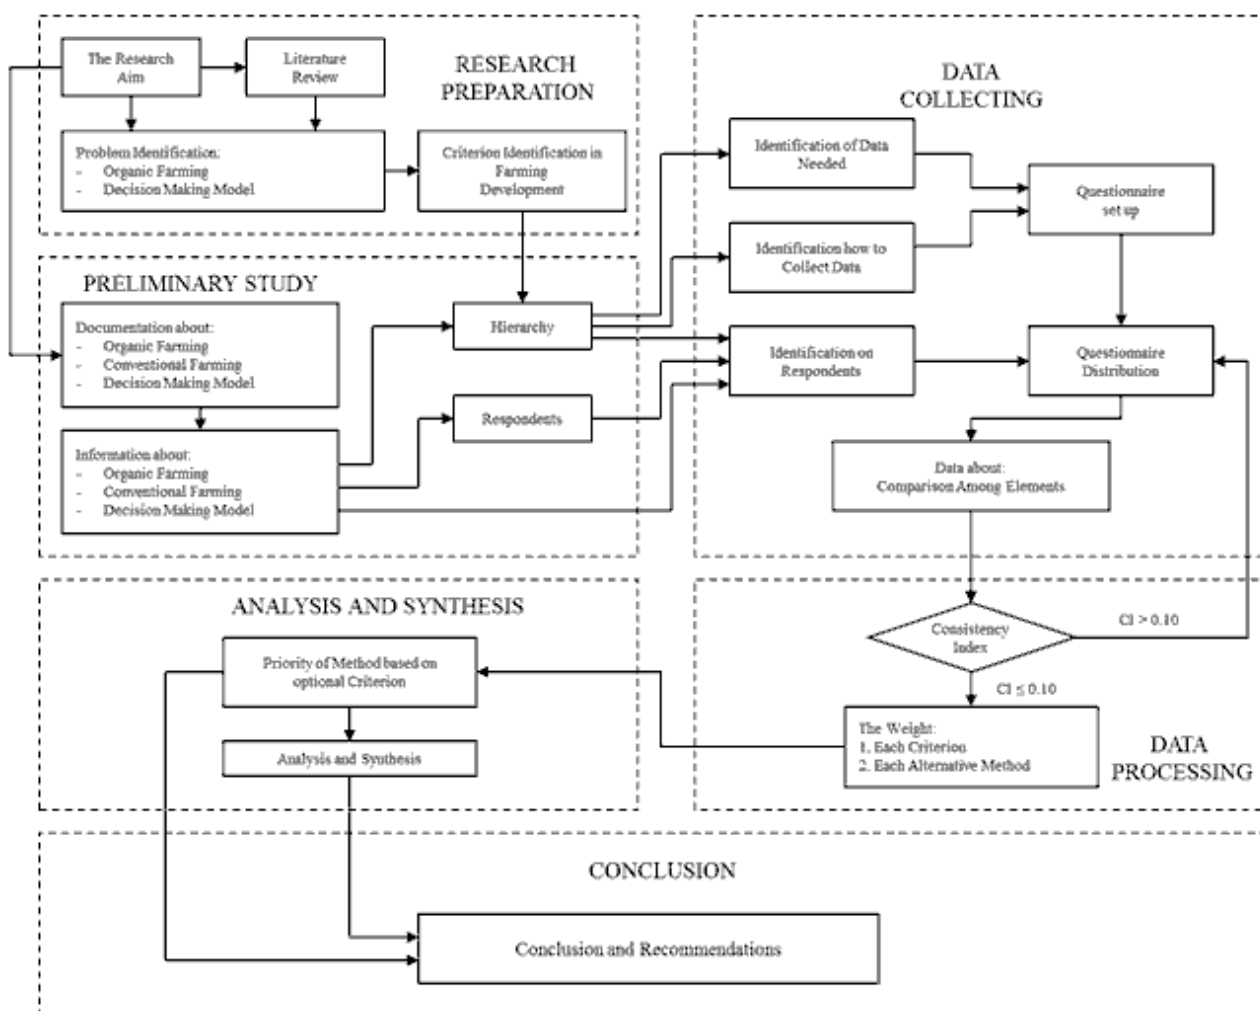 RESEARCH
PREPARATION
The Research
Aim
Literature
Review
Problem Identification:
- Organic Farming
- Decision Making Model
Criterion Identification in
Farming
Development
PRELIMINARY STUDY
Documentation about:
- Organic Farming
- Conventional Farming
- Decision Making Model
Information about:
- Organic Farming
- Conventional Farming
- Decision Making Model
Hierarchy
Respondents
DATA
COLLECTING
Identification of Data
Needed
Identification how to
Collect Data
Identification on
Respondents
Questionnaire
set up
Questionnaire
Distribution
Data about:
Comparison Among Elements
Consistency
Index
CI > 0.10
CI ≤ 0.10
The Weight:
1. Each Criterion
2. Each Alternative Method
DATA
PROCESSING
ANALYSIS AND SYNTHESIS
Priority of Method based on
optional Criterion
Analysis and Synthesis
CONCLUSION
Conclusion and Recommendations